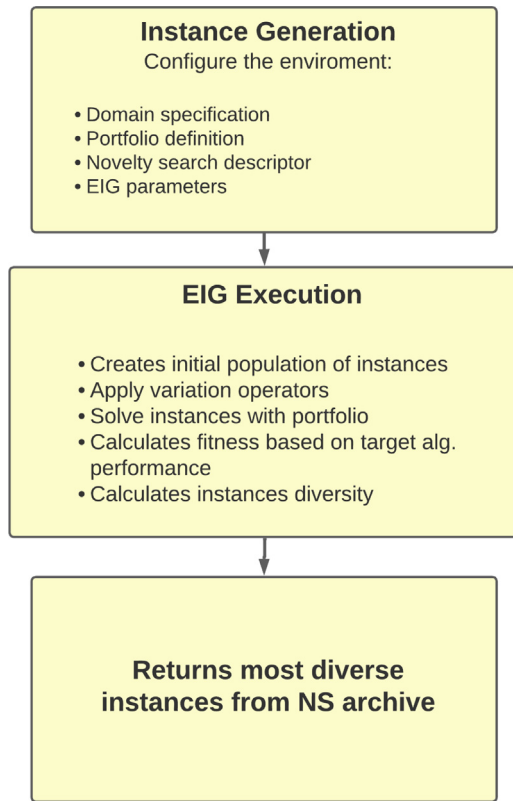 Instance Generation
Configure the enviroment:
• Domain specification
• Portfolio definition
• Novelty search descriptor
• EIG parameters
EIG Execution
• Creates initial population of instances
• Apply variation operators
• Solve instances with portfolio
• Calculates fitness based on target alg.
performance
• Calculates instances diversity
Returns most diverse
instances from NS archive